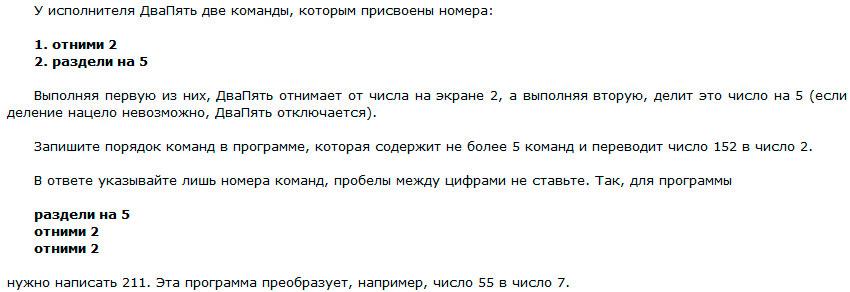 У исполнителя ДваПять две команды, которым присвоены номера:
1. отними 2
2. раздели на 5
Выполняя первую из них, ДваПять отнимает от числа на экране 2, а выполняя вторую, делит это число на 5 (если
деление нацело невозможно, ДваПять отключается).
Запишите порядок команд в программе, которая содержит не более 5 команд и переводит число 152 в число 2.
В ответе указывайте лишь номера команд, пробелы между цифрами не ставьте. Так, для программы
раздели на 5
отними 2
отними 2
нужно написать 211. Эта программа преобразует, например, число 55 в число 7.